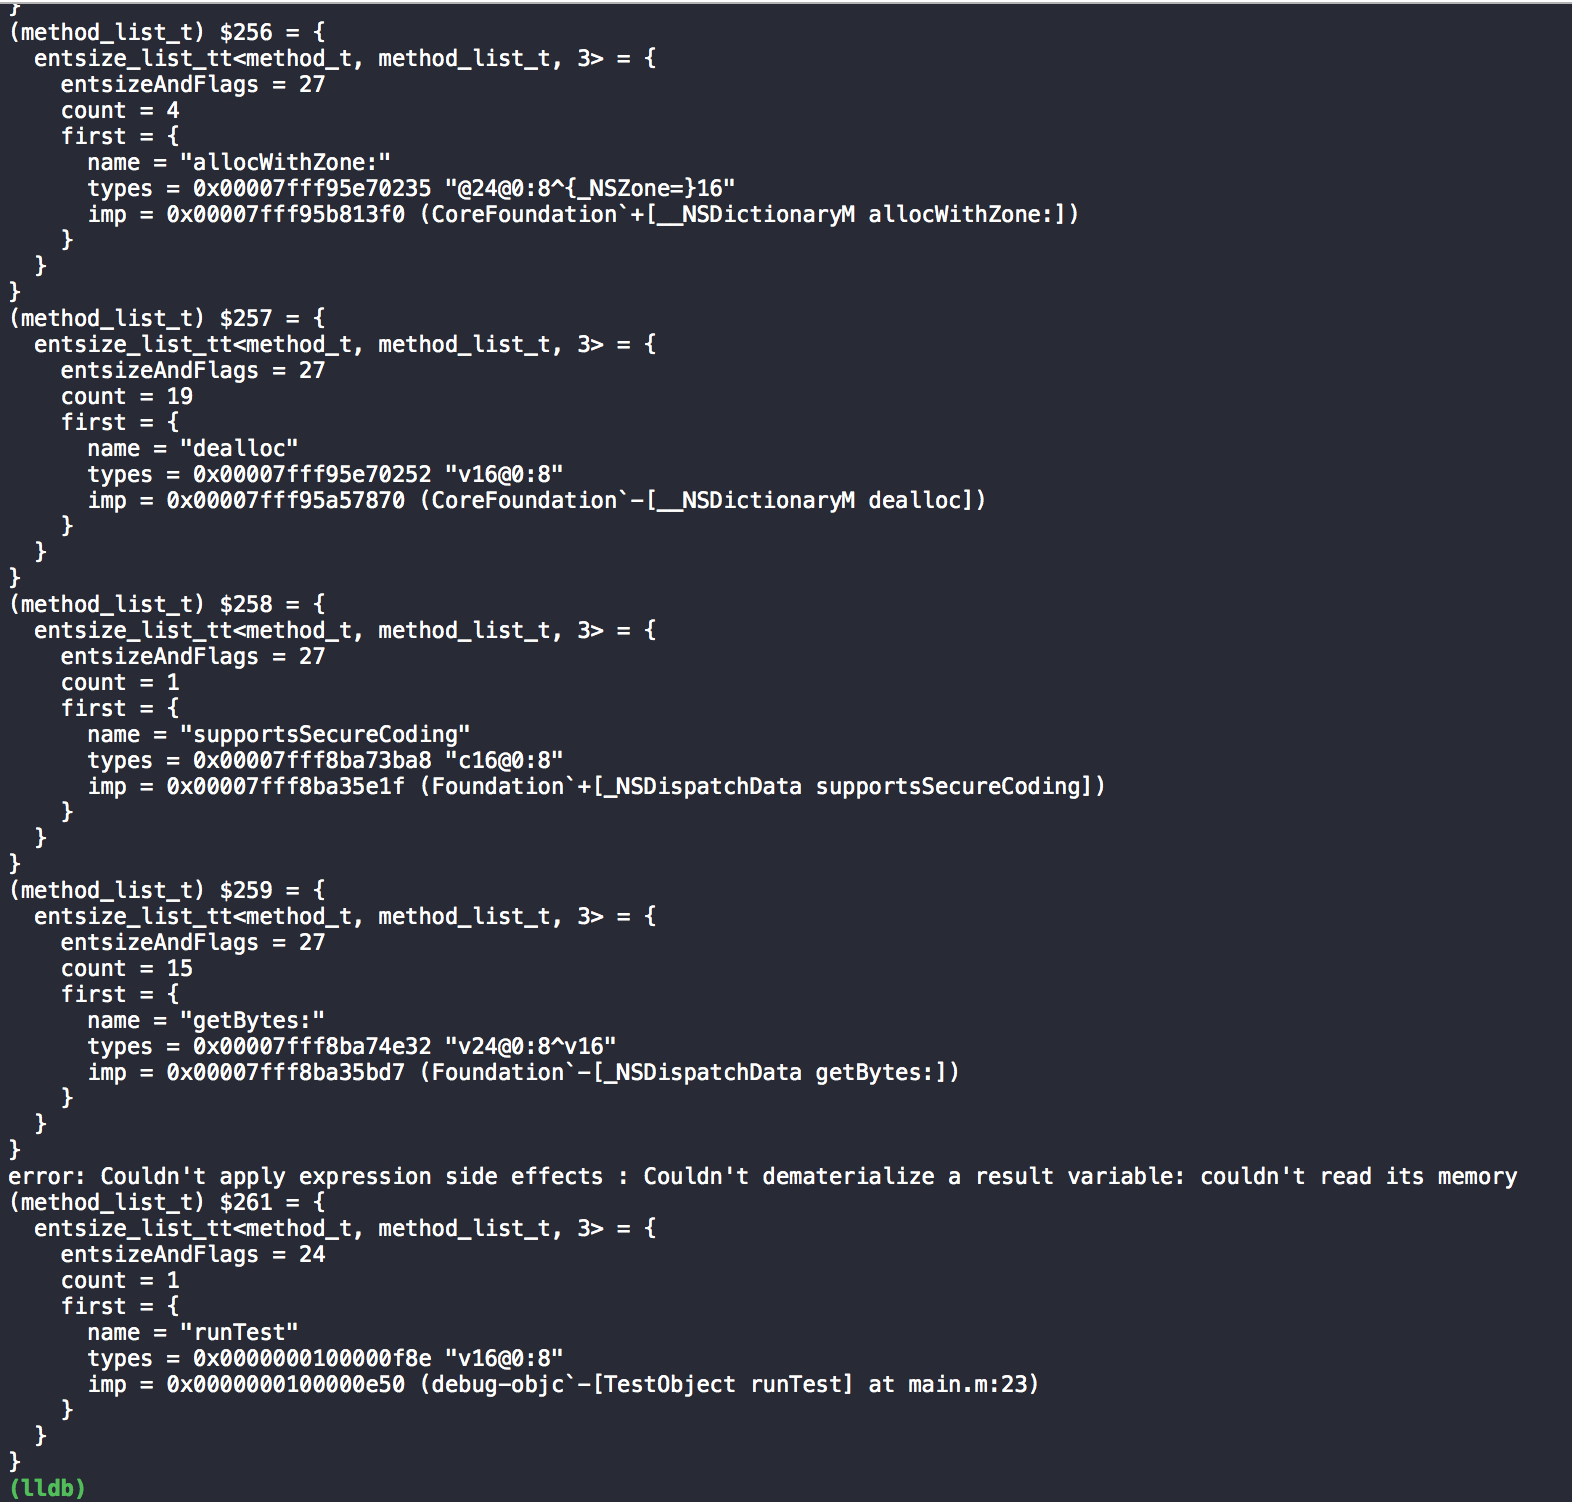 }
(method_list_t) $256 = {
  entsize_list_tt<method_t, method_list_t, 3> = {
    entsizeAndFlags = 27
    count = 4
    first = {
      name = "allocWithZone:"
      types = 0x00007fff95e70235 "@24@0:8^{_NSZone=}16"
      imp = 0x00007fff95b813f0 (CoreFoundation`+[__NSDictionaryM allocWithZone:])
    }
  }
}
(method_list_t) $257 = {
  entsize_list_tt<method_t, method_list_t, 3> = {
    entsizeAndFlags = 27
    count = 19
    first = {
      name = "dealloc"
      types = 0x00007fff95e70252 "v16@0:8"
      imp = 0x00007fff95a57870 (CoreFoundation`-[__NSDictionaryM dealloc])
    }
  }
}
(method_list_t) $258 = {
  entsize_list_tt<method_t, method_list_t, 3> = {
    entsizeAndFlags = 27
    count = 1
    first = {
      name = "supportsSecureCoding"
      types = 0x00007fff8ba73ba8 "c16@0:8"
      imp = 0x00007fff8ba35e1f (Foundation`+[_NSDispatchData supportsSecureCoding])
    }
  }
}
(method_list_t) $259 = {
  entsize_list_tt<method_t, method_list_t, 3> = {
    entsizeAndFlags = 27
    count = 15
    first = {
      name = "getBytes:"
      types = 0x00007fff8ba74e32 "v24@0:8^v16"
      imp = 0x00007fff8ba35bd7 (Foundation`-[_NSDispatchData getBytes:])
    }
  }
}
error: Couldn't apply expression side effects : Couldn't dematerialize a result variable: couldn't read its memory
(method_list_t) $261 = {
  entsize_list_tt<method_t, method_list_t, 3> = {
    entsizeAndFlags = 24
    count = 1
    first = {
      name = "runTest"
      types = 0x0000000100000f8e "v16@0:8"
      imp = 0x0000000100000e50 (debug-objc`-[TestObject runTest] at main.m:23)
    }
  }
}
(lldb)